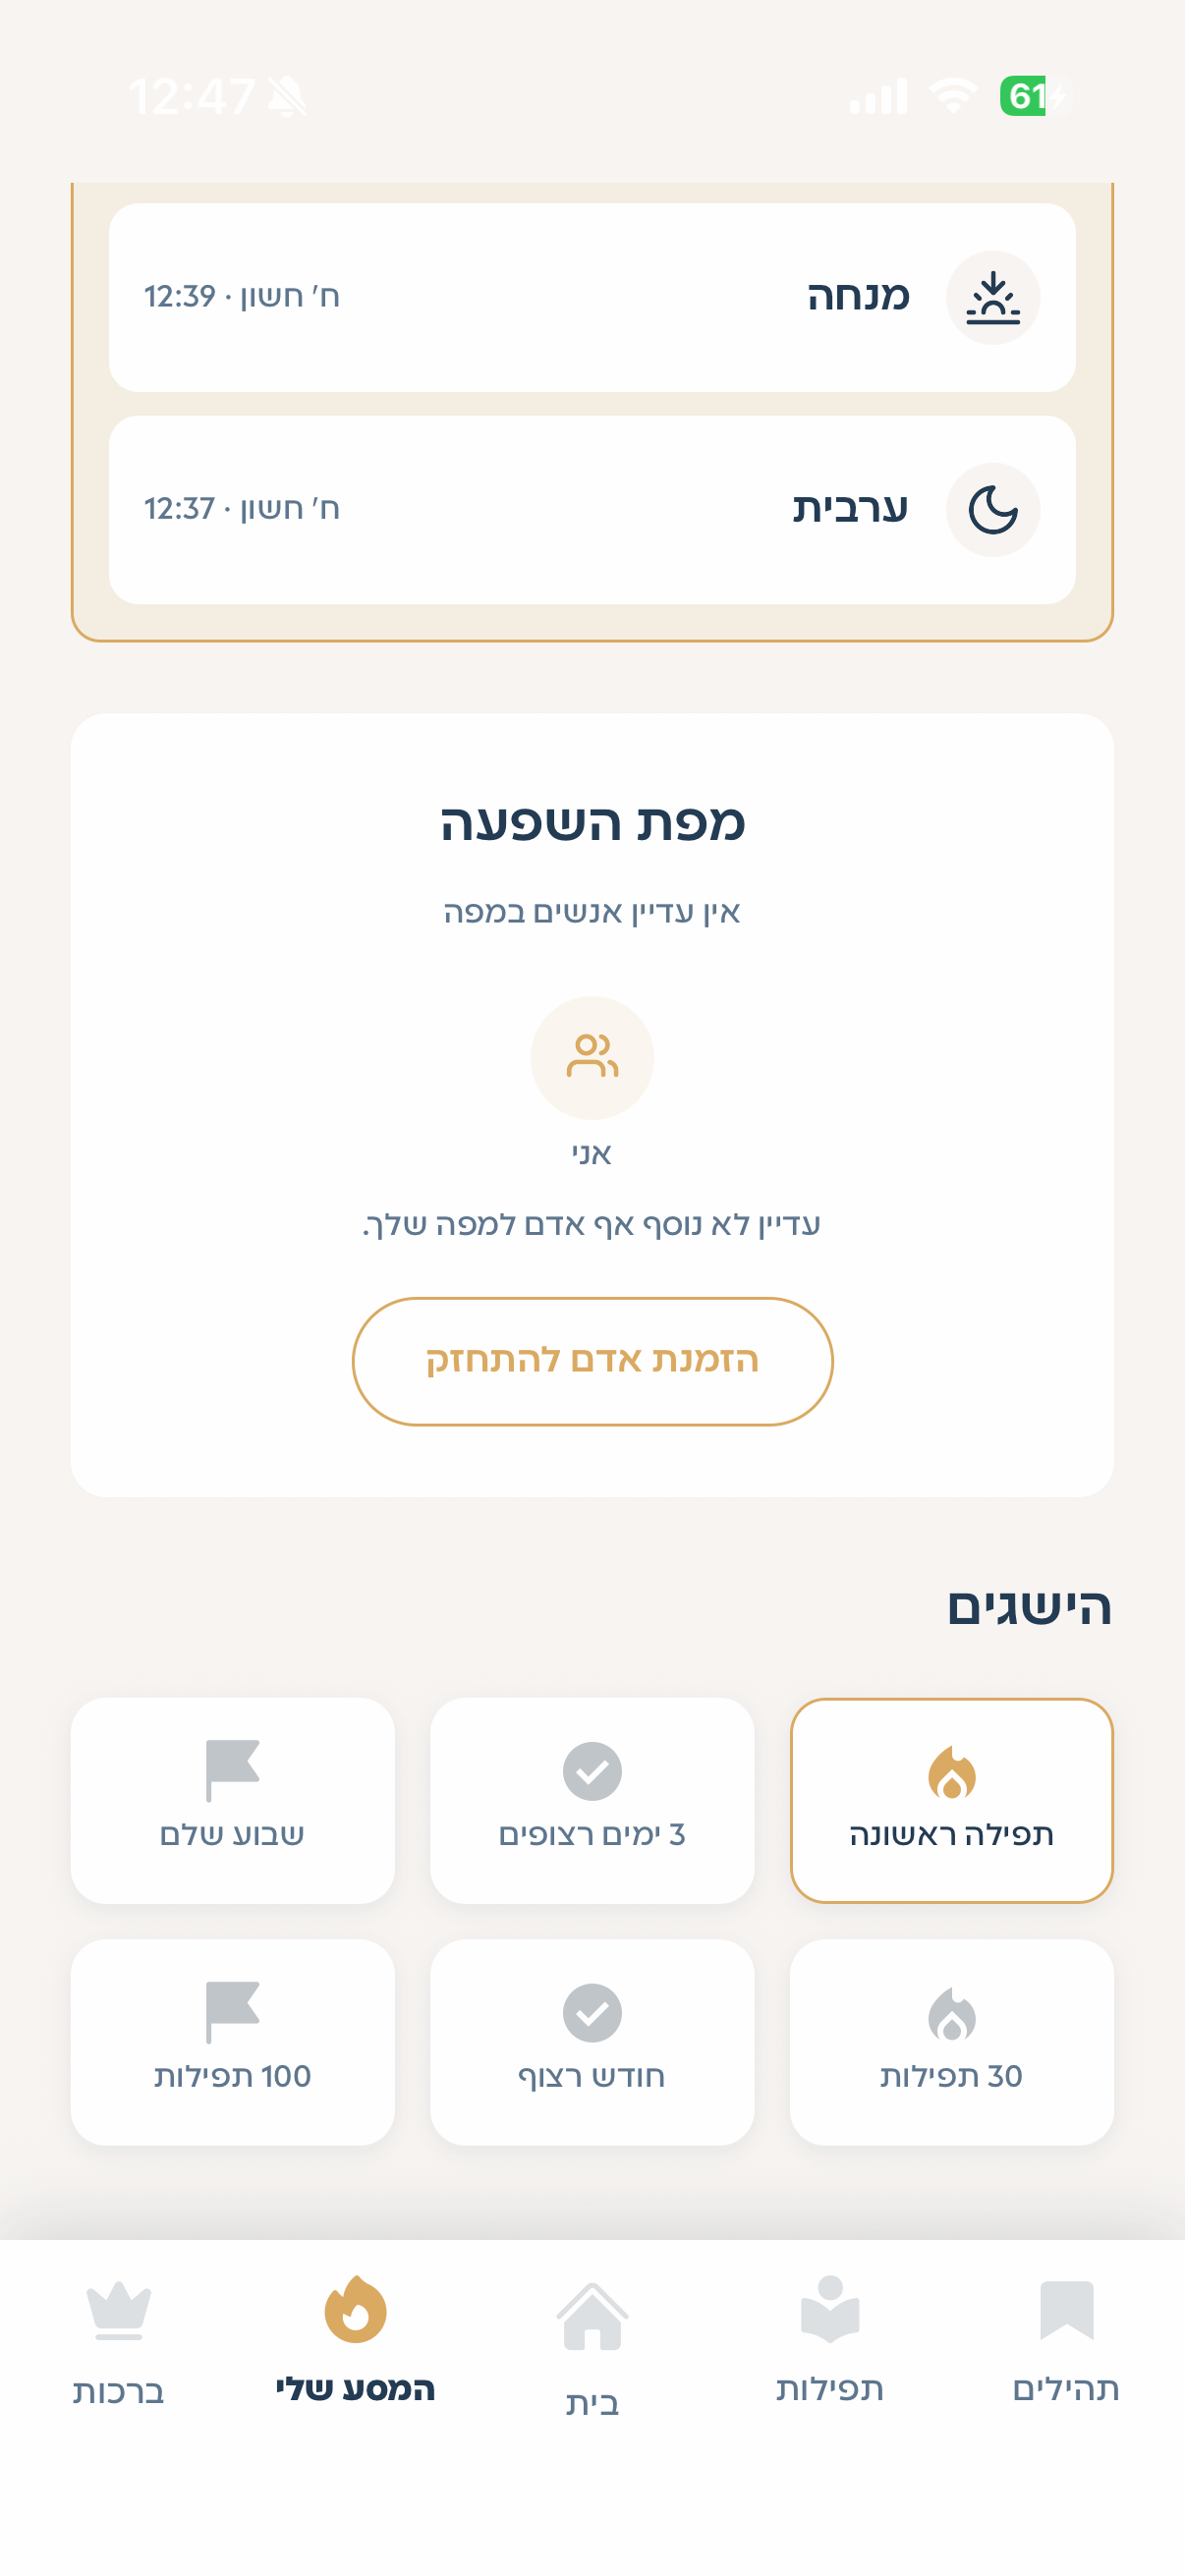 12:47
61
מנחה
ח' חשון · 12:39
ערבית
ח' חשון · 12:37
מפת השפעה
אין עדיין אנשים במפה
אני
עדיין לא נוסף אף אדם למפה שלך.
הזמנת אדם להתחזק
הישגים
תפילה ראשונה
3 ימים רצופים
שבוע שלם
30 תפילות
חודש רצוף
100 תפילות
תהילים
תפילות
בית
המסע שלי
ברכות